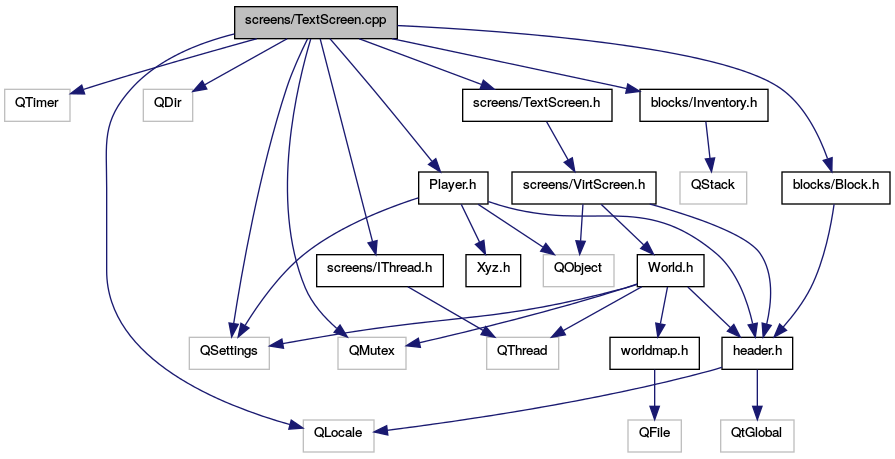 screens/TextScreen.cpp
QTimer
QDir
screens/TextScreen.h
blocks/Inventory.h
Player.h
screens/VirtScreen.h
QStack
blocks/Block.h
screens/IThread.h
Xyz.h
QObject
World.h
QSettings
QMutex
QThread
worldmap.h
header.h
QLocale
QFile
QtGlobal